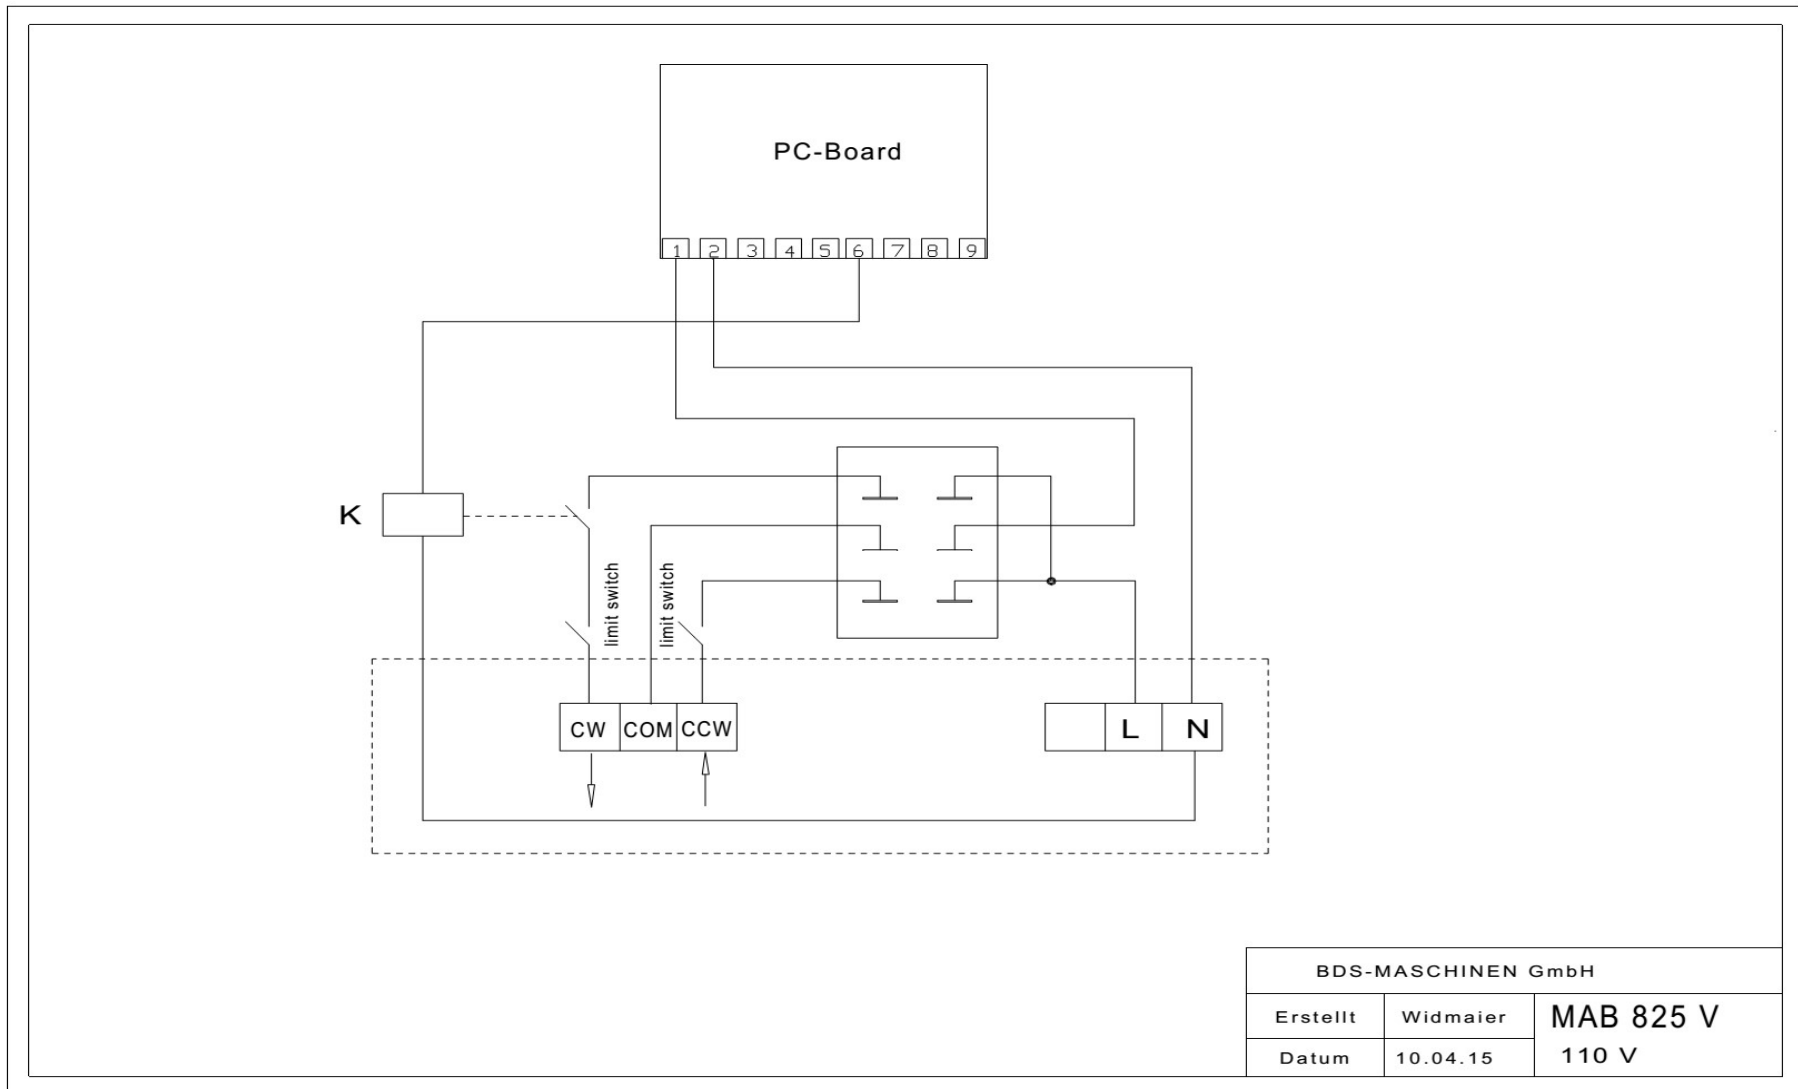 PC-Board
1 2 3 4 5 6 7 8 9
K
limit switch
limit switch
CW COM CCW
L N
BDS-MASCHINEN GmbH
Erstellt Widmaier
MAB 825 V
Datum 10.04.15
110 V